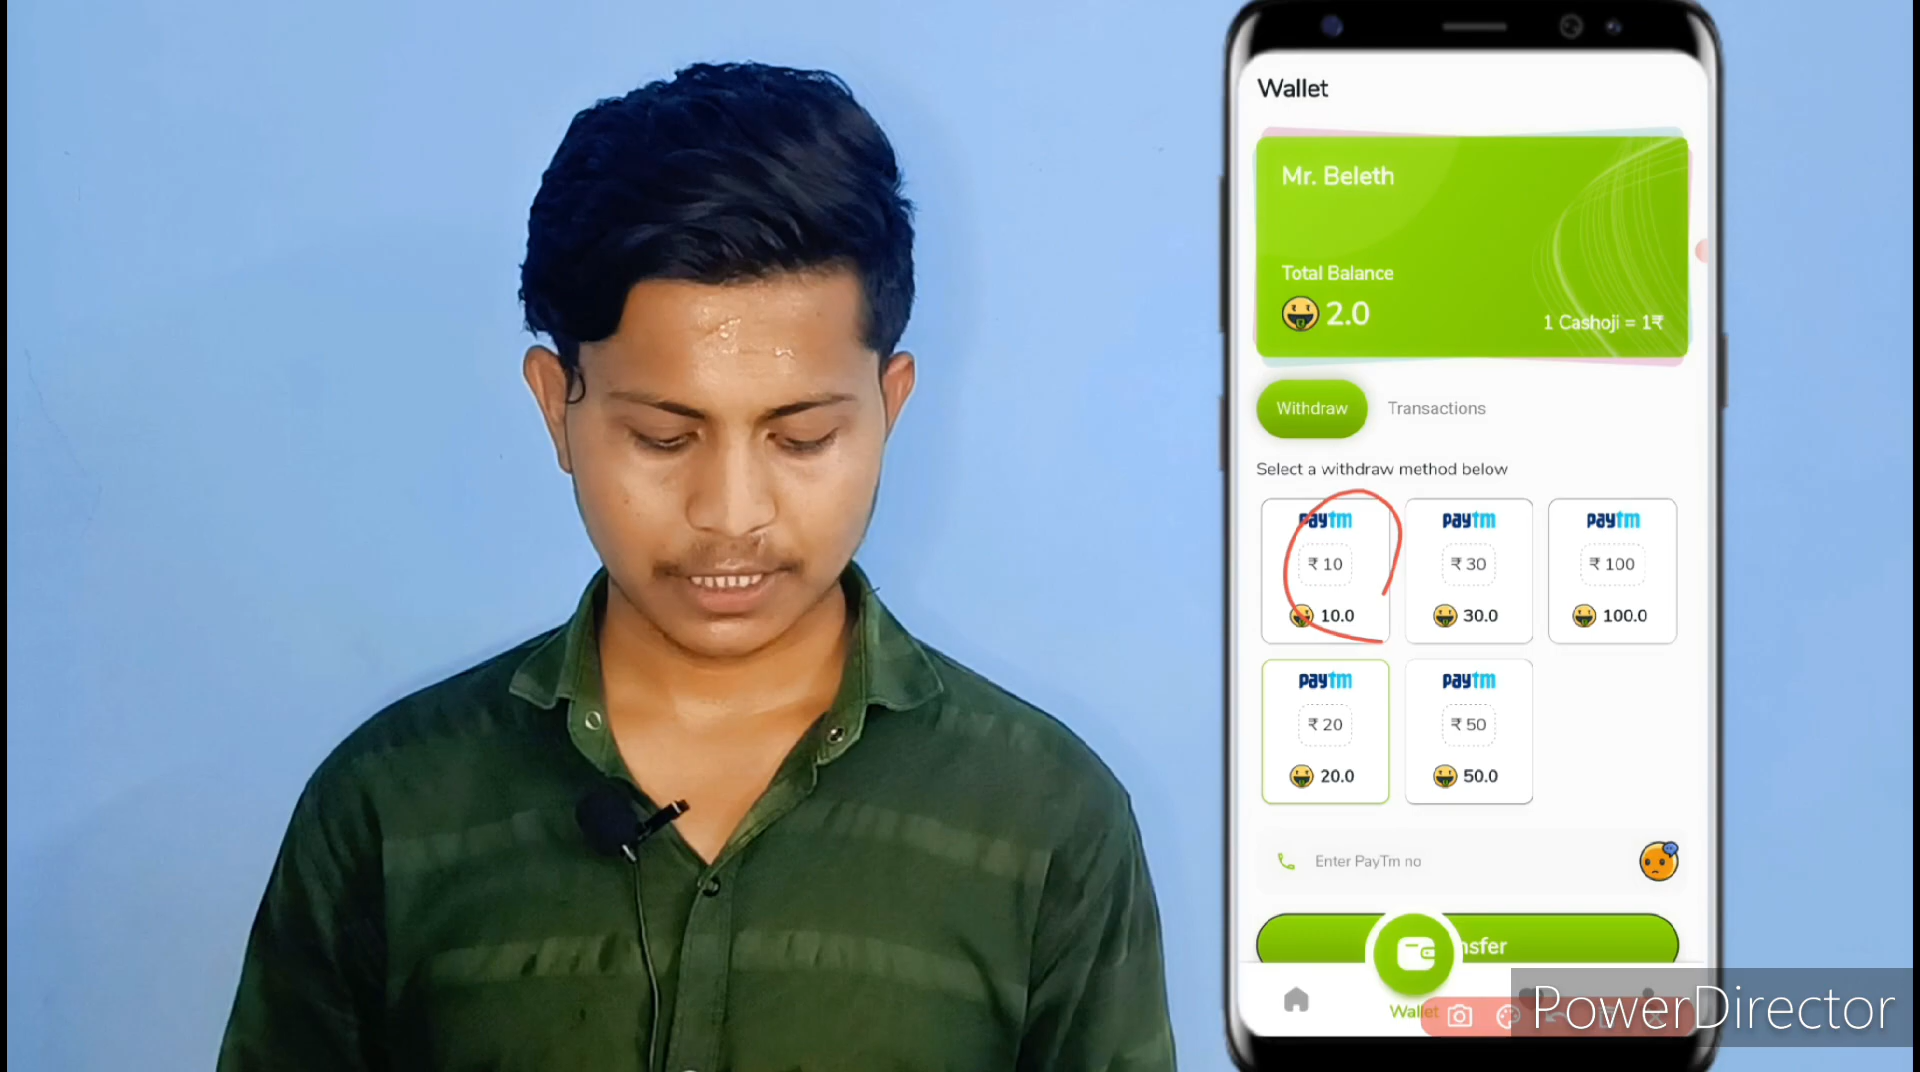 Wallet
Mr. Beleth
Total Balance
2.0
1 Cashoji = 1₹
Withdraw
Transactions
Select a withdraw method below
paytm
paytm
paytm
₹ 10
₹ 30
₹ 100
10.0
30.0
100.0
paytm
paytm
₹ 20
₹ 50
20.0
50.0
Enter PayTm no
nsfer
Wallet
PowerDirector